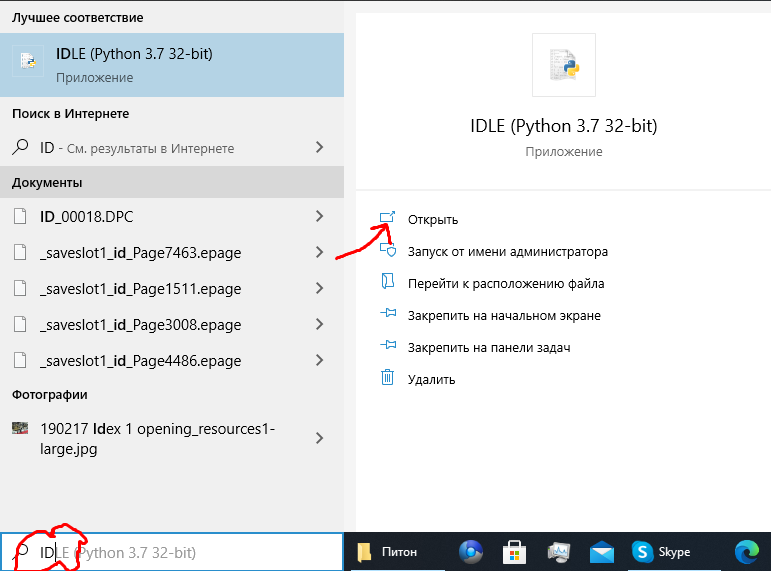 Лучшее соответствие
IDLE (Python 3.7 32-bit)
Приложение
Поиск в Интернете
ID - См. результаты в Интернете
Документы
ID_00018.DPC
_saveslot1_id_Page7463.epage
_saveslot1_id_Page1511.epage
_saveslot1_id_Page3008.epage
_saveslot1_id_Page4486.epage
Фотографии
190217 Idex 1 opening_resources1-
large.jpg
IDLE (Python 3.7 32-bit)
IDLE (Python 3.7 32-bit)
Приложение
Открыть
Запуск от имени администратора
Перейти к расположению файла
Закрепить на начальном экране
Закрепить на панели задач
Удалить
Питон
Skype